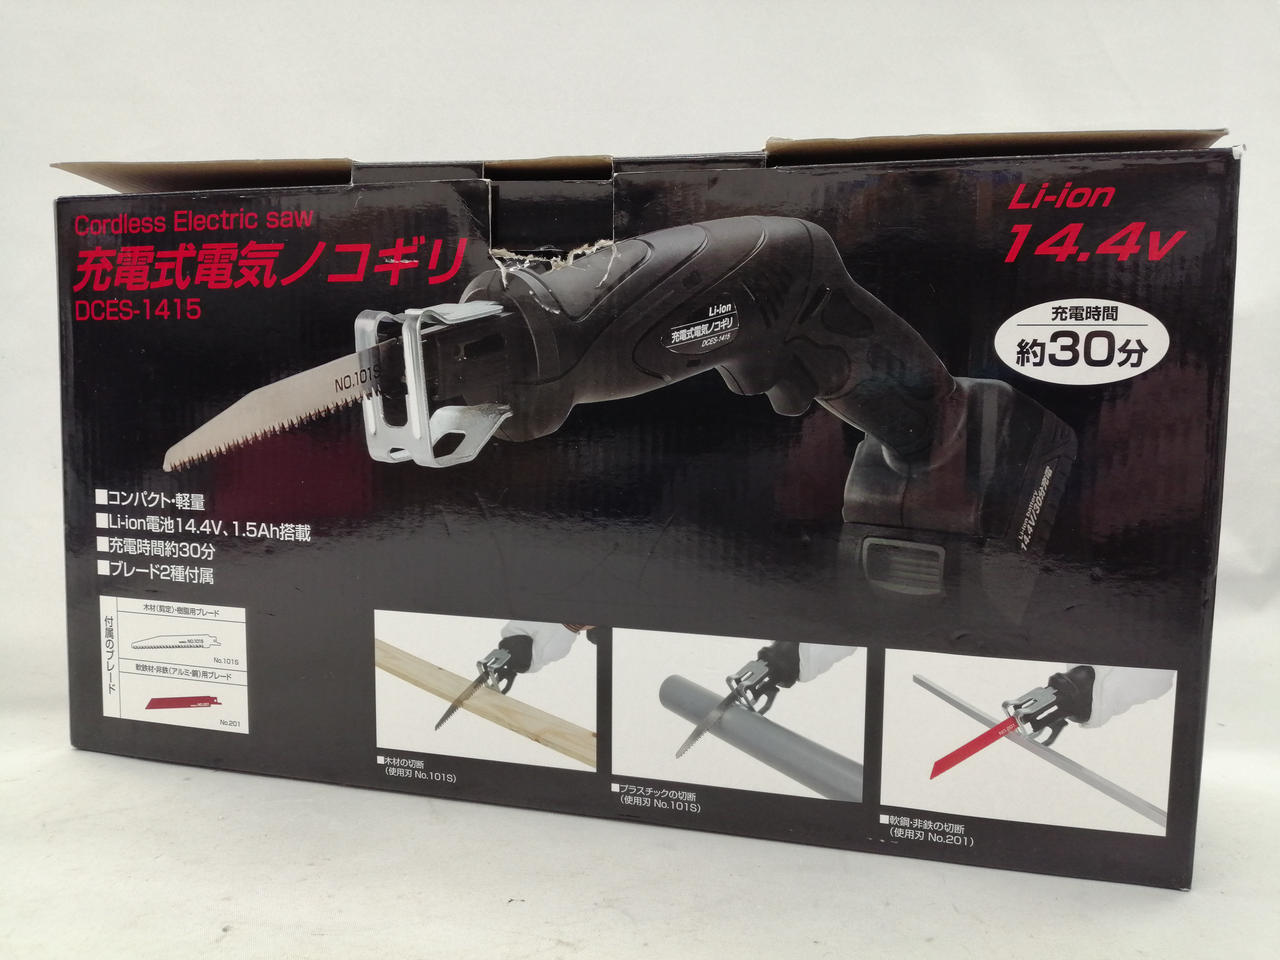 Cordless Electric saw
充電式電気ノコギリ
DCES-1415
Li-ion
14.4v
充電時間
約30分
NO.101S
Li-ion
充電式電気ノコギリ
DCES-1415
14.4V/30分充電
■コンパクト・軽量
■Li-ion電池14.4V、1.5Ah搭載
■充電時間約30分
■ブレード2種付属
付属のブレード
木材(剪定)・樹脂用ブレード
No.101S
軟鉄材・非鉄(アルミ・銅)用ブレード
No.201
■木材の切断
(使用刃 No.101S)
■プラスチックの切断
(使用刃 No.101S)
■軟鋼・非鉄の切断
(使用刃 No.201)